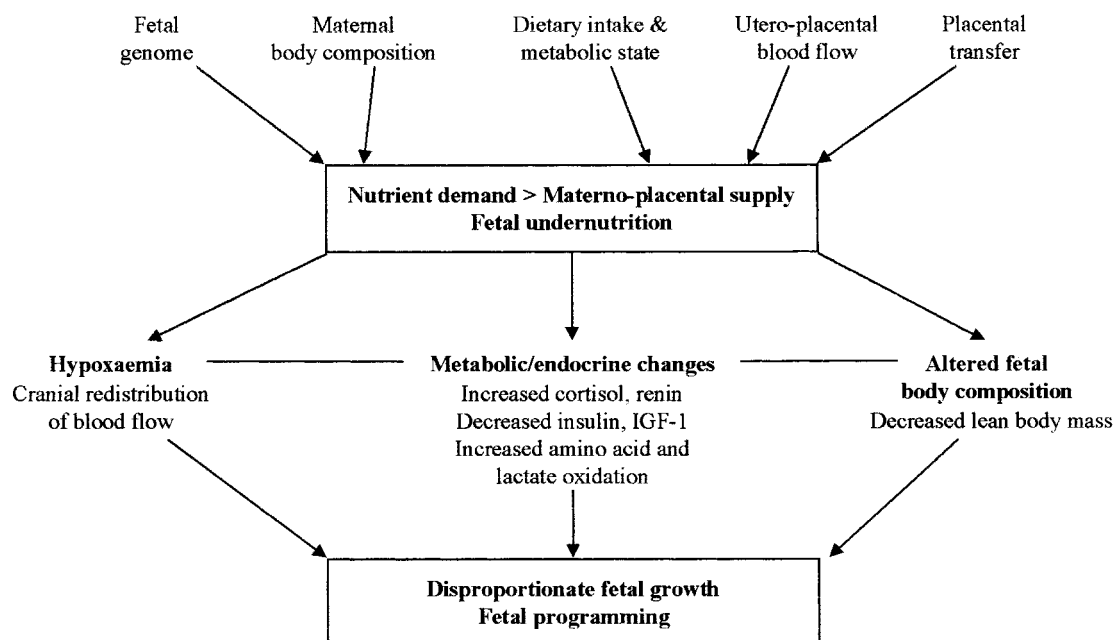 Fetal
genome
Maternal
body composition
Dietary intake &
metabolic state
Utero-placental
blood flow
Placental
transfer
Nutrient demand > Materno-placental supply
Fetal undernutrition
Hypoxaemia
Cranial redistribution
of blood flow
Metabolic/endocrine changes
Increased cortisol, renin
Decreased insulin, IGF-1
Increased amino acid and
lactate oxidation
Altered fetal
body composition
Decreased lean body mass
Disproportionate fetal growth
Fetal programming